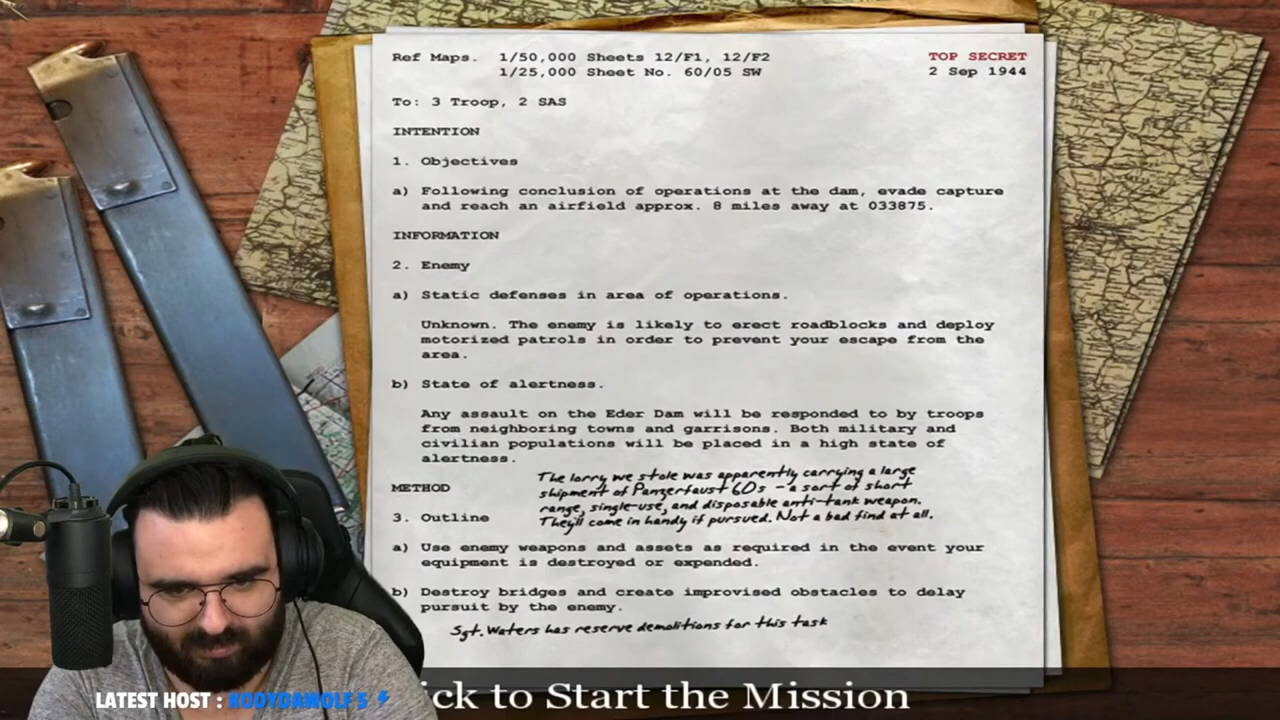 Ref Maps. 1/50,000 Sheets 12/F1, 12/F2
TOP SECRET
1/25,000 Sheet No. 60/05 SW
2 Sep 1944
To: 3 Troop, 2 SAS
INTENTION
1. Objectives
a) Following conclusion of operations at the dam, evade capture
and reach an airfield approx. 8 miles away at 033875.
INFORMATION
2. Enemy
a) Static defenses in area of operations.
Unknown. The enemy is likely to erect roadblocks and deploy
motorized patrols in order to prevent your escape from the
area.
b) State of alertness.
Any assault on the Eder Dam will be responded to by troops
from neighboring towns and garrisons. Both military and
civilian populations will be placed in a high state of
alertness.
The lorry we stole was apparently carrying a large
shipment of Panzerfaust 60s - a sort of short
range, single-use, and disposable anti-tank weapon.
They'll come in handy if pursued. Not a bad find at all.
METHOD
3. Outline
a) Use enemy weapons and assets as required in the event your
equipment is destroyed or expended.
b) Destroy bridges and create improvised obstacles to delay
pursuit by the enemy.
Sgt. Waters has reserve demolitions for this task
ick to Start the Mission
LATEST HOST : KODYDAWOLF 5